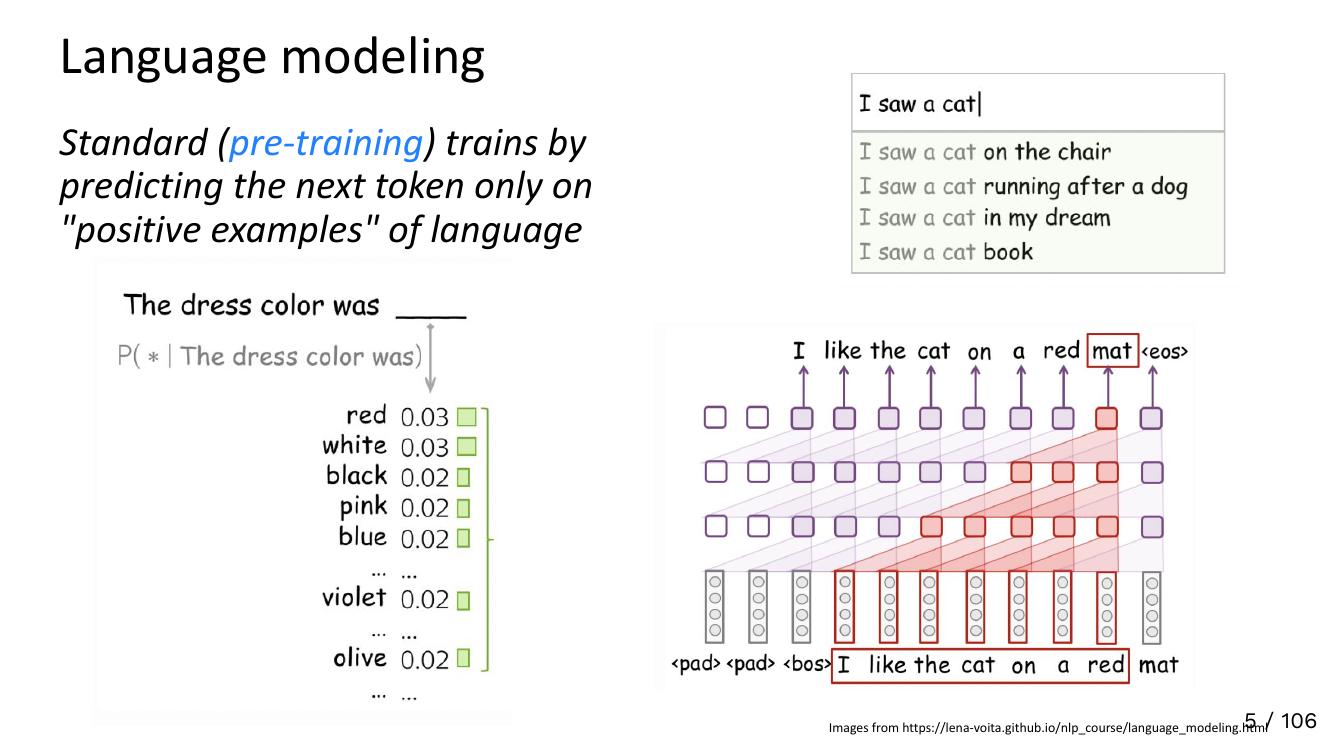 Language modeling
Standard (pre-training) trains by
predicting the next token only on
"positive examples" of language
I saw a cat
I saw a cat on the chair
I saw a cat running after a dog
I saw a cat in my dream
I saw a cat book
The dress color was _____
P( * | The dress color was)
red 0.03
white 0.03
black 0.02
pink 0.02
blue 0.02
... ...
violet 0.02
... ...
olive 0.02
... ...
I like the cat on a red mat <eos>
<pad> <pad> <bos> I like the cat on a red mat
Images from https://lena-voita.github.io/nlp_course/language_modeling.html
5 / 106